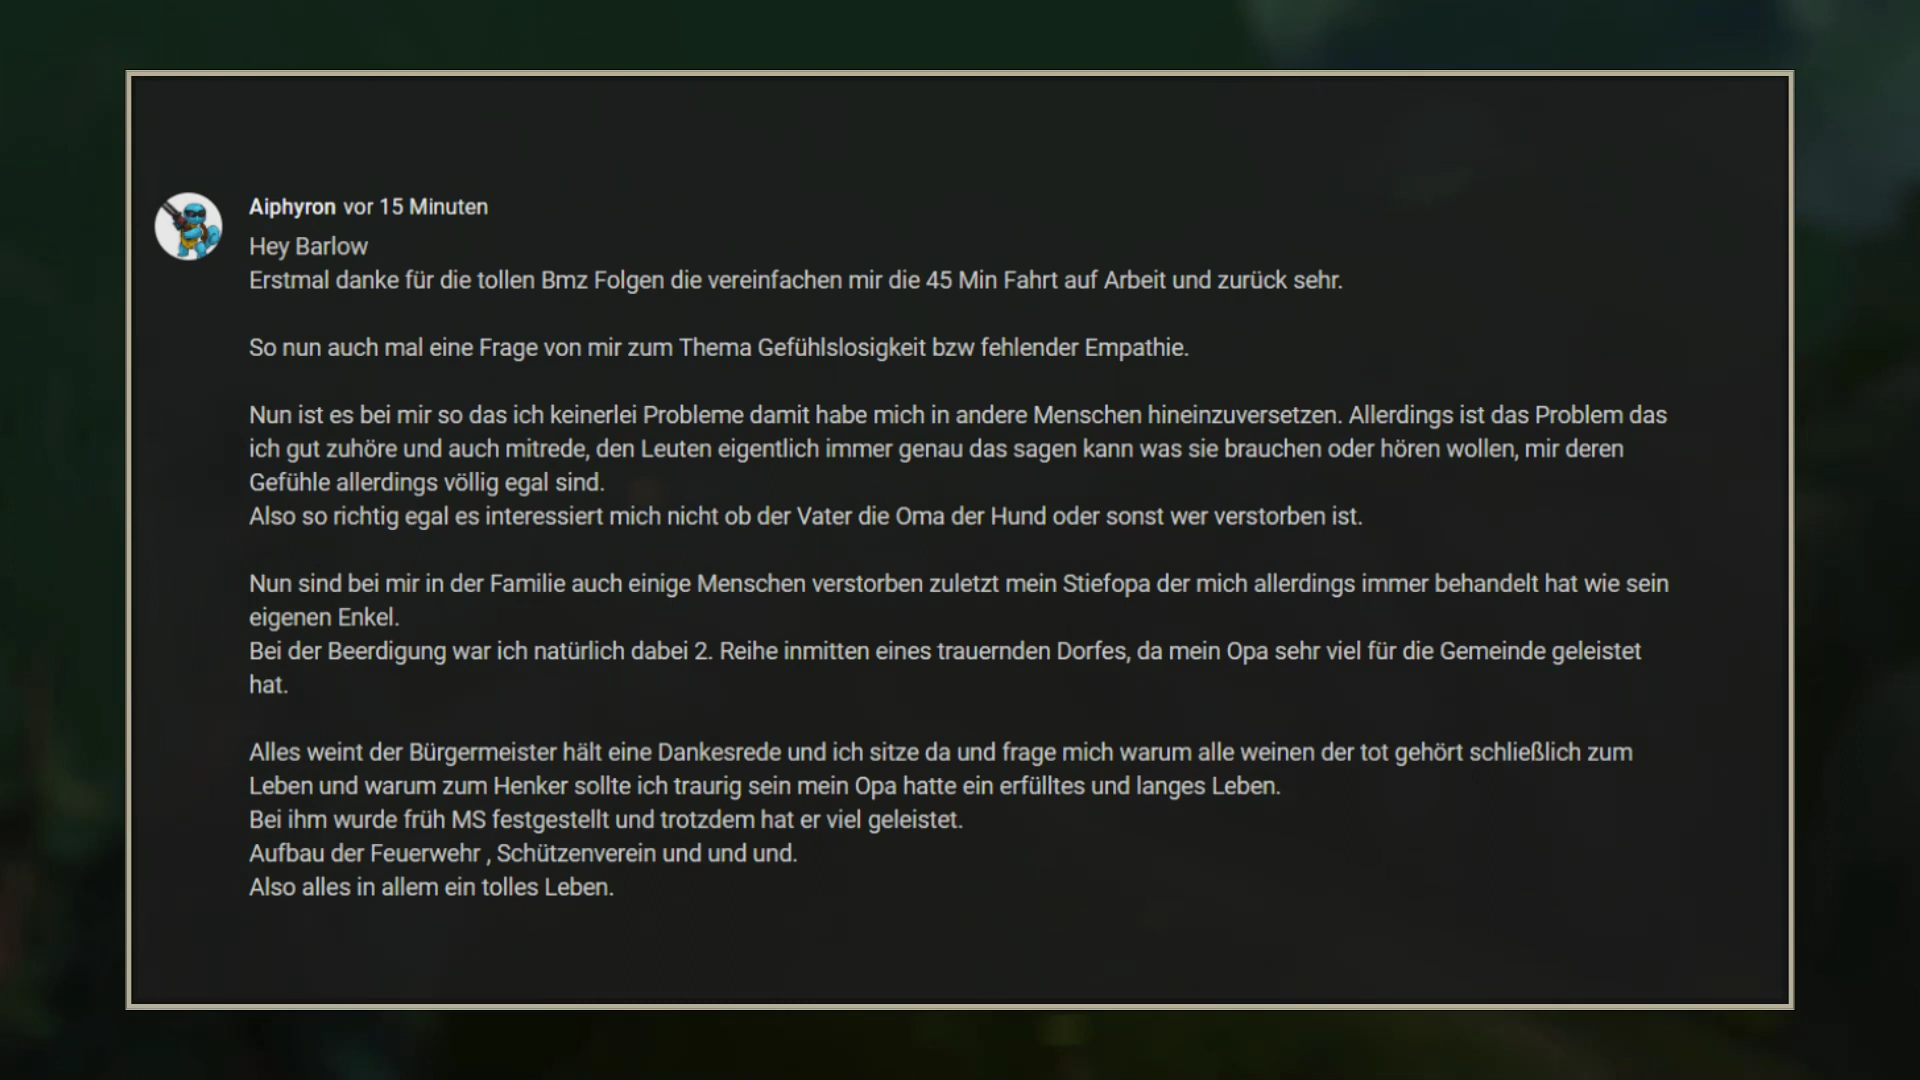 Aiphyron vor 15 Minuten
Hey Barlow
Erstmal danke für die tollen Bmz Folgen die vereinfachen mir die 45 Min Fahrt auf Arbeit und zurück sehr.
So nun auch mal eine Frage von mir zum Thema Gefühlslosigkeit bzw fehlender Empathie.
Nun ist es bei mir so das ich keinerlei Probleme damit habe mich in andere Menschen hineinzuversetzen. Allerdings ist das Problem das
ich gut zuhöre und auch mitrede, den Leuten eigentlich immer genau das sagen kann was sie brauchen oder hören wollen, mir deren
Gefühle allerdings völlig egal sind.
Also so richtig egal es interessiert mich nicht ob der Vater die Oma der Hund oder sonst wer verstorben ist.
Nun sind bei mir in der Familie auch einige Menschen verstorben zuletzt mein Stiefopa der mich allerdings immer behandelt hat wie sein
eigenen Enkel.
Bei der Beerdigung war ich natürlich dabei 2. Reihe inmitten eines trauernden Dorfes, da mein Opa sehr viel für die Gemeinde geleistet
hat.
Alles weint der Bürgermeister hält eine Dankesrede und ich sitze da und frage mich warum alle weinen der tot gehört schließlich zum
Leben und warum zum Henker sollte ich traurig sein mein Opa hatte ein erfülltes und langes Leben.
Bei ihm wurde früh MS festgestellt und trotzdem hat er viel geleistet.
Aufbau der Feuerwehr , Schützenverein und und und.
Also alles in allem ein tolles Leben.